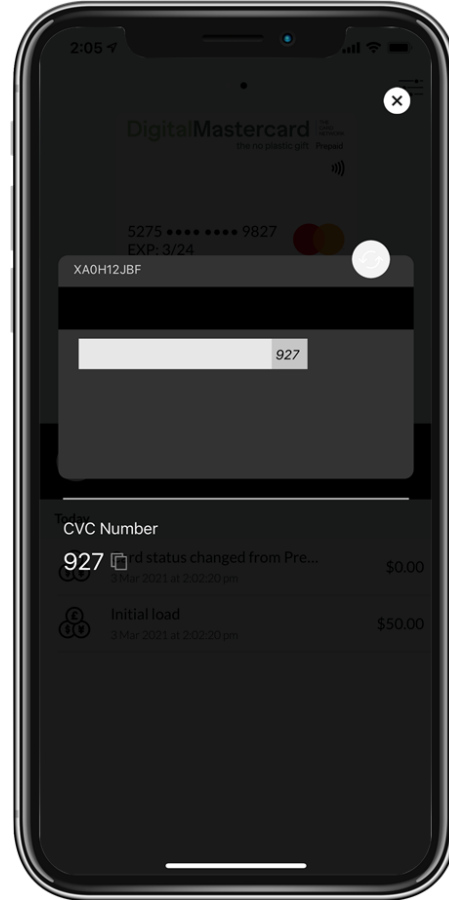 2:05
DigitalMastercard
the no plastic gift · Prepaid
5275 •••• •••• 9827
EXP: 3/24
XA0H12JBF
927
Today
CVC Number
927
rd status changed from Pre... $0.00
3 Mar 2021 at 2:02:20 pm
Initial load
3 Mar 2021 at 2:02:20 pm $50.00